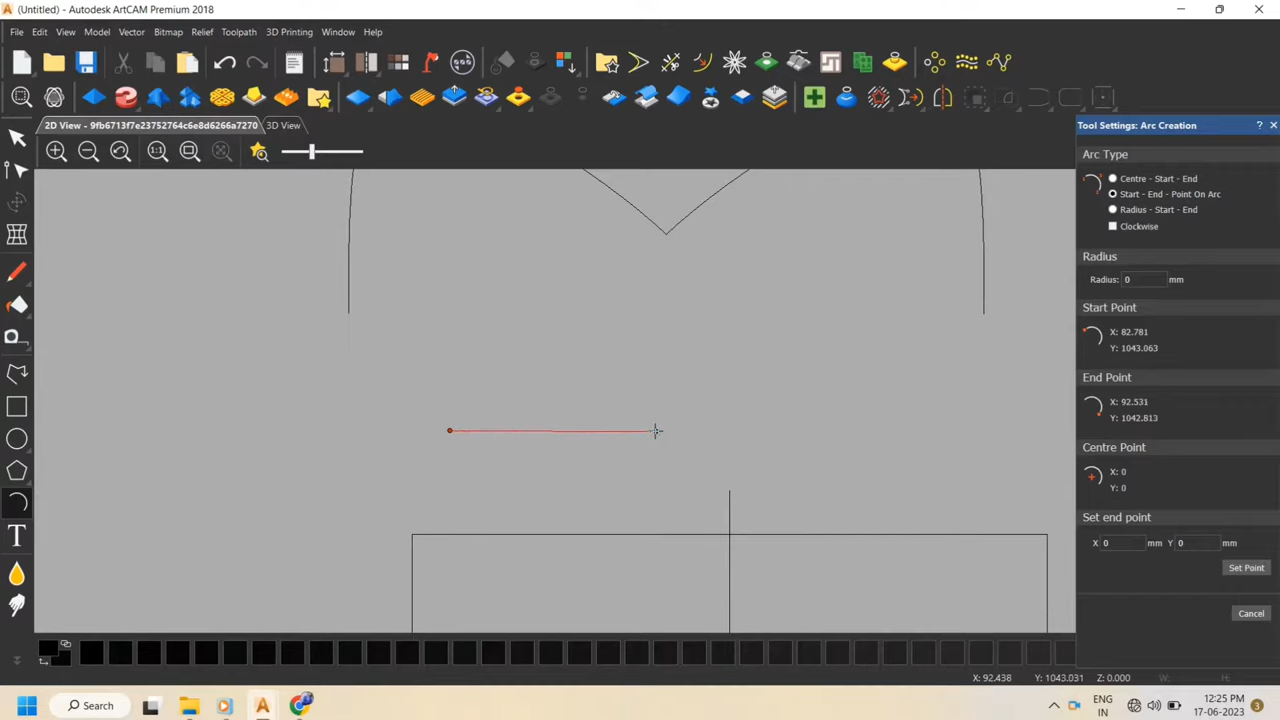 (Untitled) - Autodesk ArtCAM Premium 2018
File Edit View Model Vector Bitmap Relief Toolpath 3D Printing Window Help
2D View - 9fb6713f7e23752764c6e8d6266a7270 3D View
1:1
Tool Settings: Arc Creation ? ×
Arc Type
Centre - Start - End
Start - End - Point On Arc
Radius - Start - End
Clockwise
Radius
Radius: 0 mm
Start Point
X: 82.781
Y: 1043.063
End Point
X: 92.531
Y: 1042.813
Centre Point
X: 0
Y: 0
Set end point
X 0 mm Y 0 mm
Set Point
Cancel
T
X: 92.438 Y: 1043.031 Z: 0.000 W: H:
Search
ENG
IN
12:25 PM
17-06-2023
3